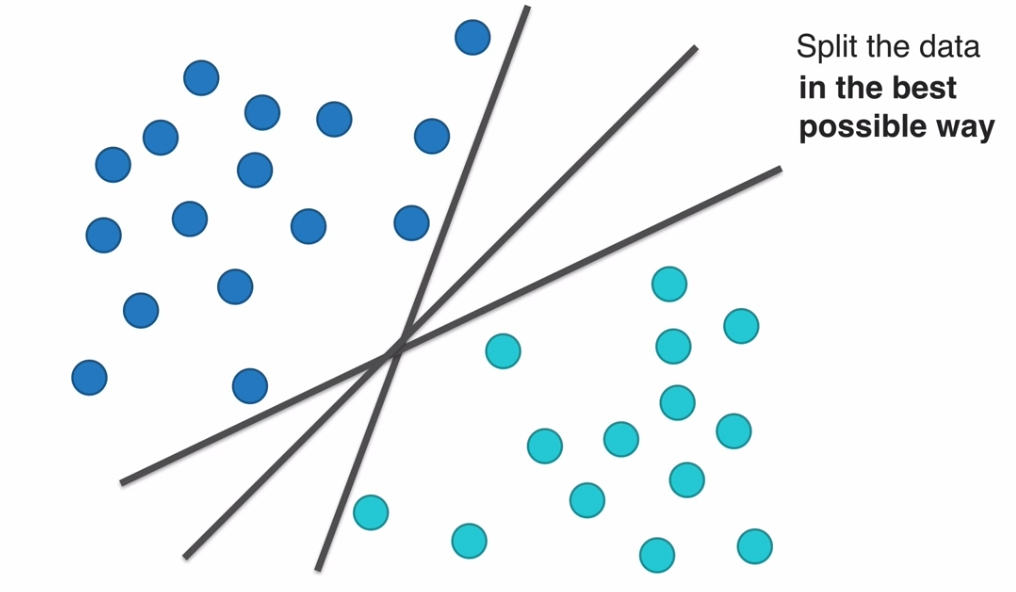 Split the data
in the best
possible way